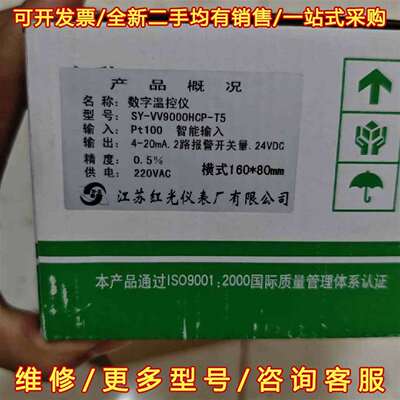 可开发票/全新二手均有销售/一站式采购
产 品 概 况
名 称: 数字温控仪
型 号: SY-VV9000HCP-T5
输 入: Pt100 智能输入
输 出: 4-20mA.2路报警开关量.24VDC
精 度: 0.5%
供 电: 220VAC 横式160*80mm
江苏红光仪表厂有限公司
本产品通过ISO9001:2000国际质量管理体系认证
维修/更多型号/咨询客服